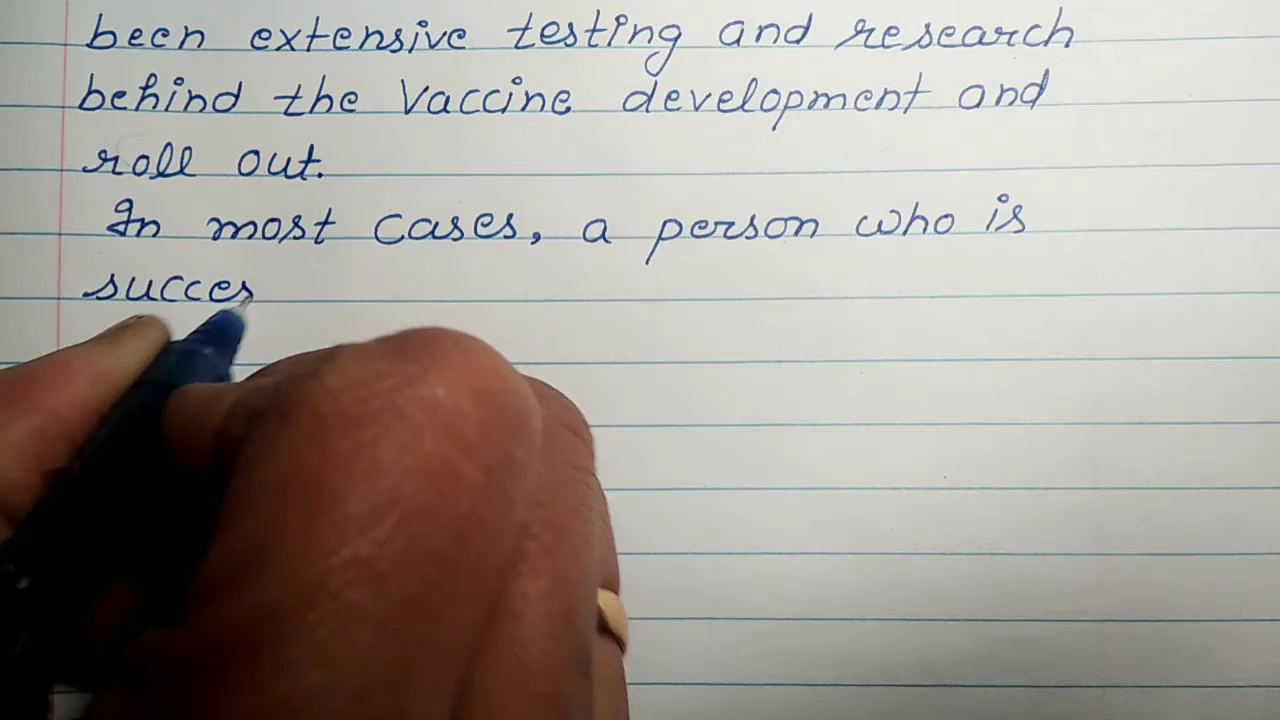 been extensive testing and research
behind the vaccine development and
roll out.
In most cases, a person who is
succes